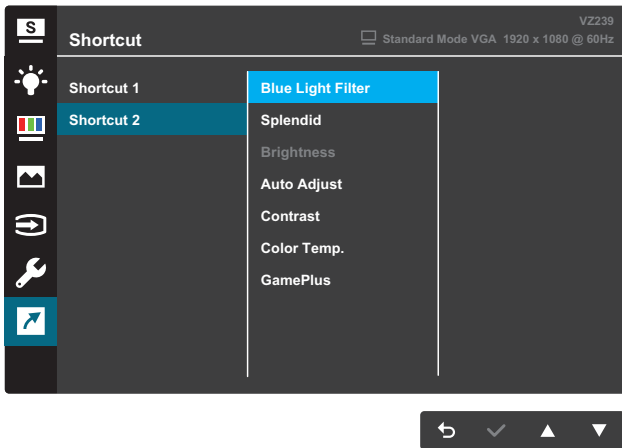 S
VZ239
Shortcut
Standard Mode VGA 1920 x 1080 @ 60Hz
Shortcut 1
Shortcut 2
Blue Light Filter
Splendid
Brightness
Auto Adjust
Contrast
Color Temp.
GamePlus